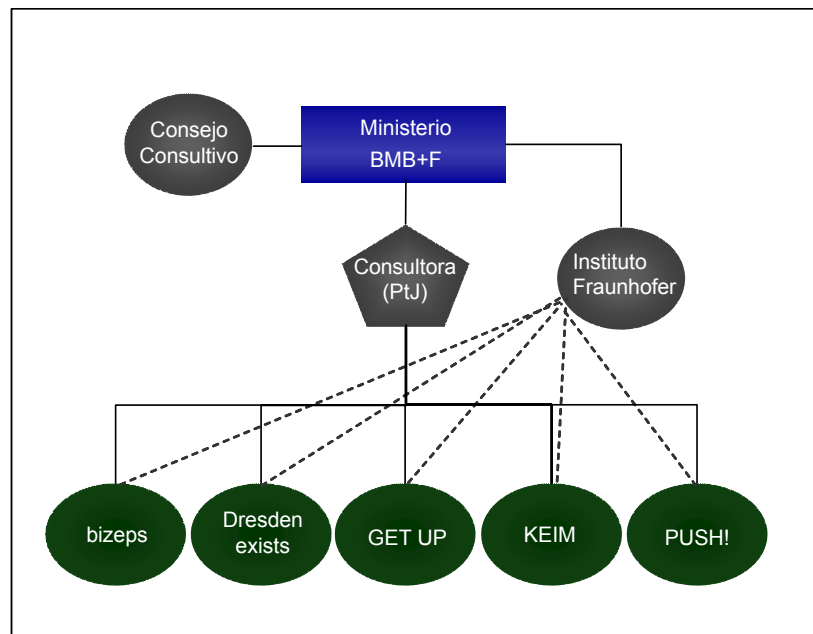 Consejo
Consultivo
Ministerio
BMB+F
Consultora
(PtJ)
Instituto
Fraunhofer
bizeps
Dresden
exists
GET UP
KEIM
PUSH!